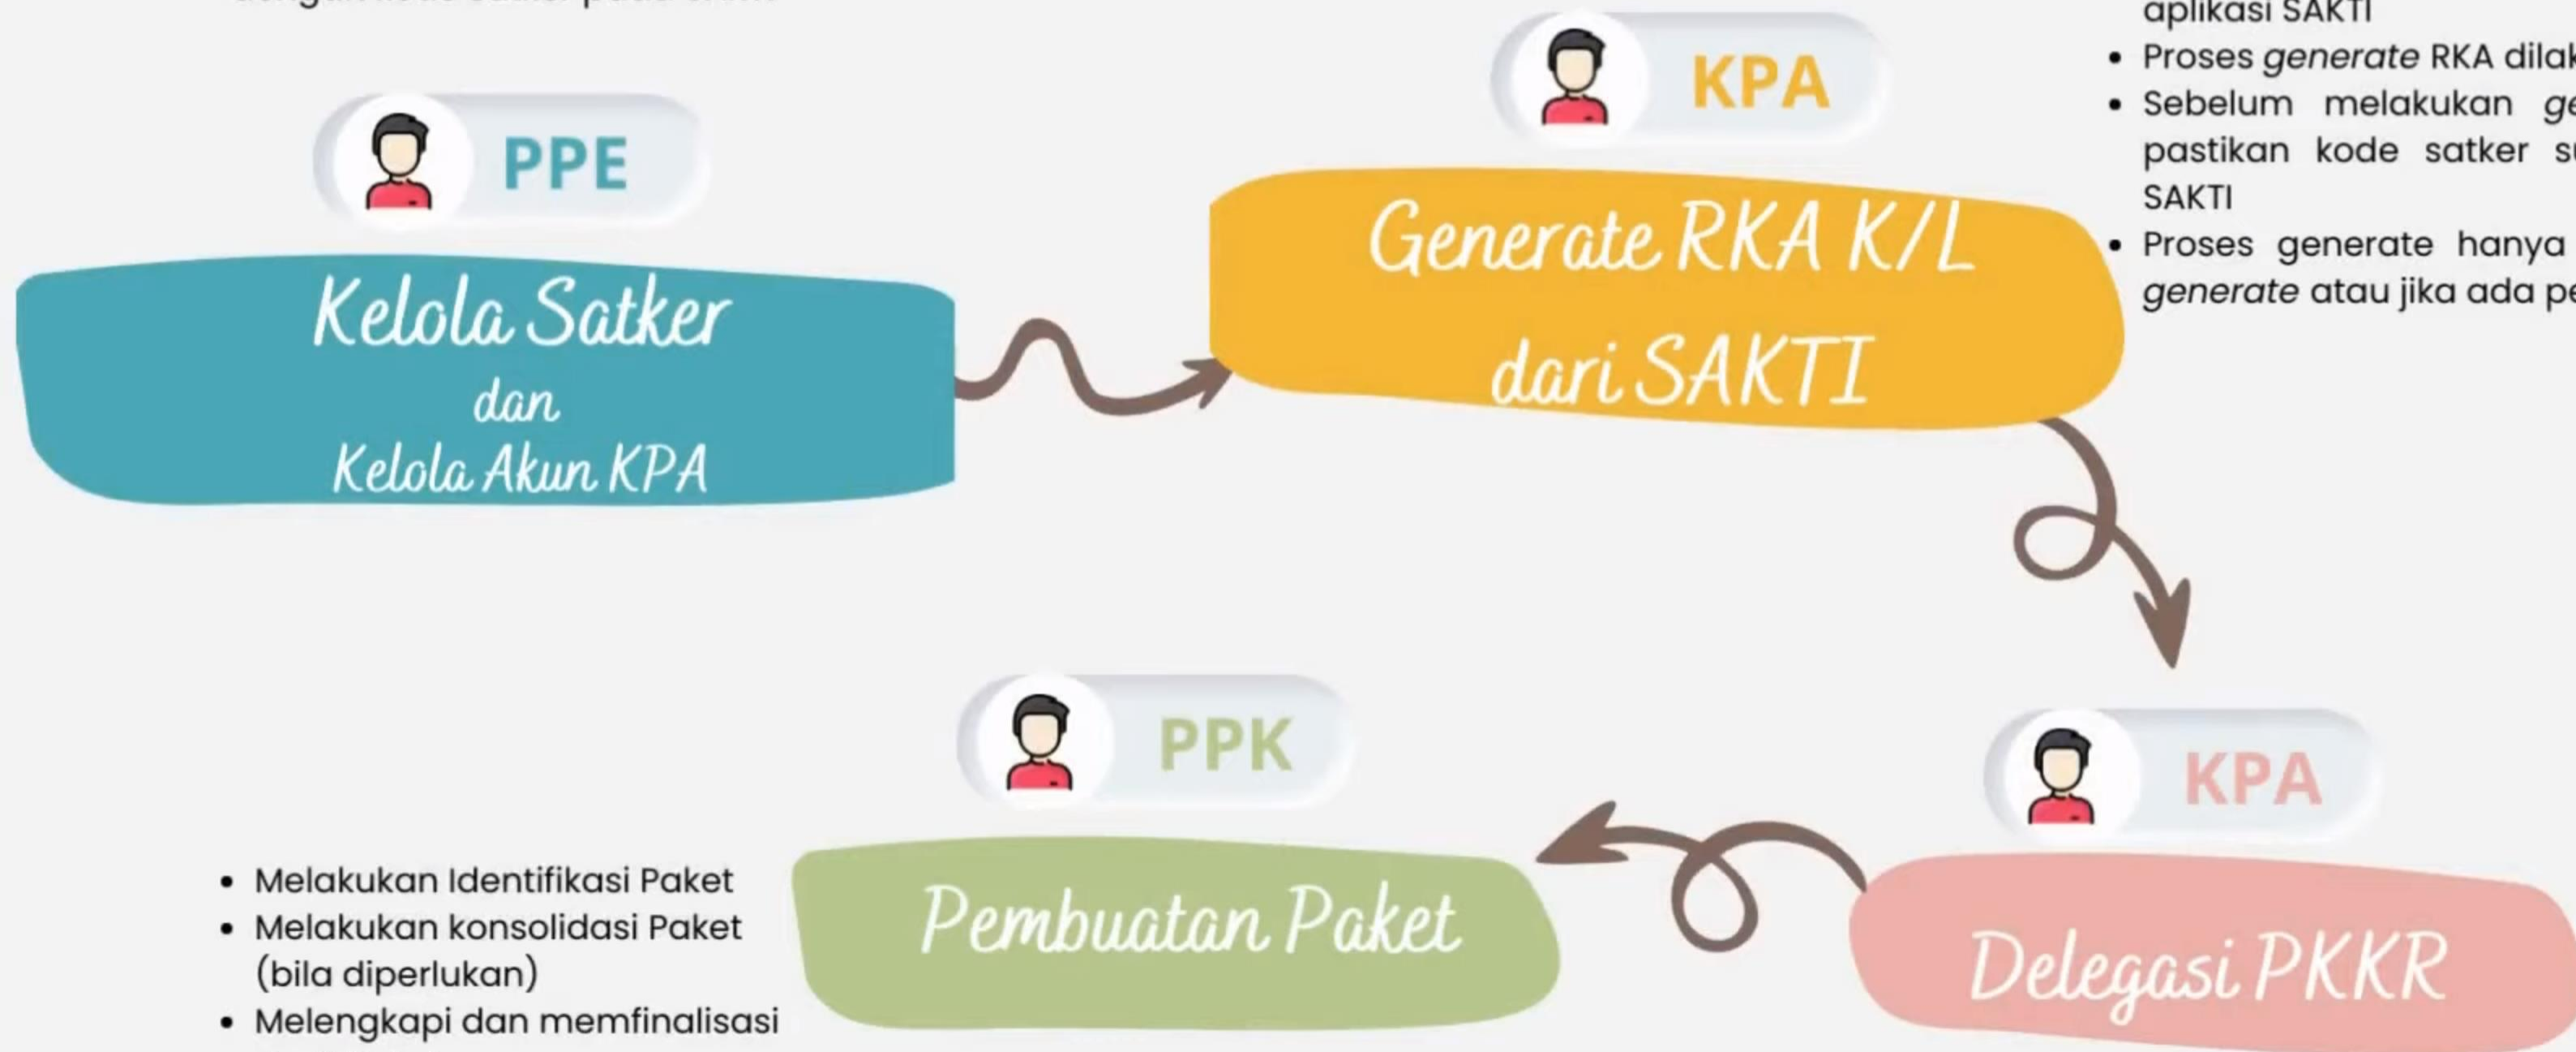 aplikasi SAKTI
KPA
Proses generate RKA
Sebelum melakukan
pastikan kode satker
SAKTI
Proses generate hanya
generate atau jika ada
PPE
Generate RKA K/L
dari SAKTI
Kelola Satker
dan
Kelola Akun KPA
PPK
KPA
Melakukan Identifikasi Paket
Melakukan konsolidasi Paket
(bila diperlukan)
Melengkapi dan memfinalisasi
Pembuatan Paket
Delegasi PKKR